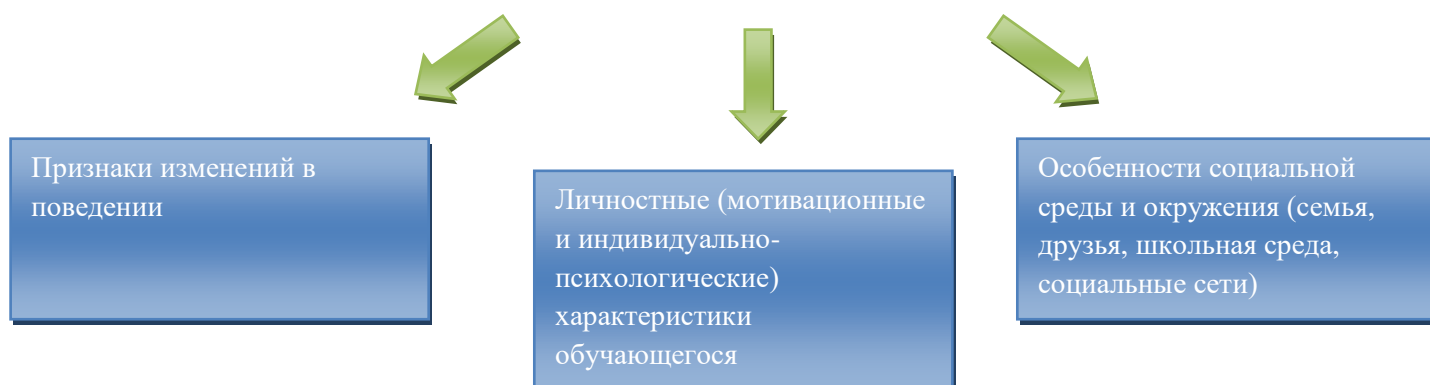 Признаки изменений в
поведении
Личностные (мотивационные
и индивидуально-
психологические)
характеристики
обучающегося
Особенности социальной
среды и окружения (семья,
друзья, школьная среда,
социальные сети)